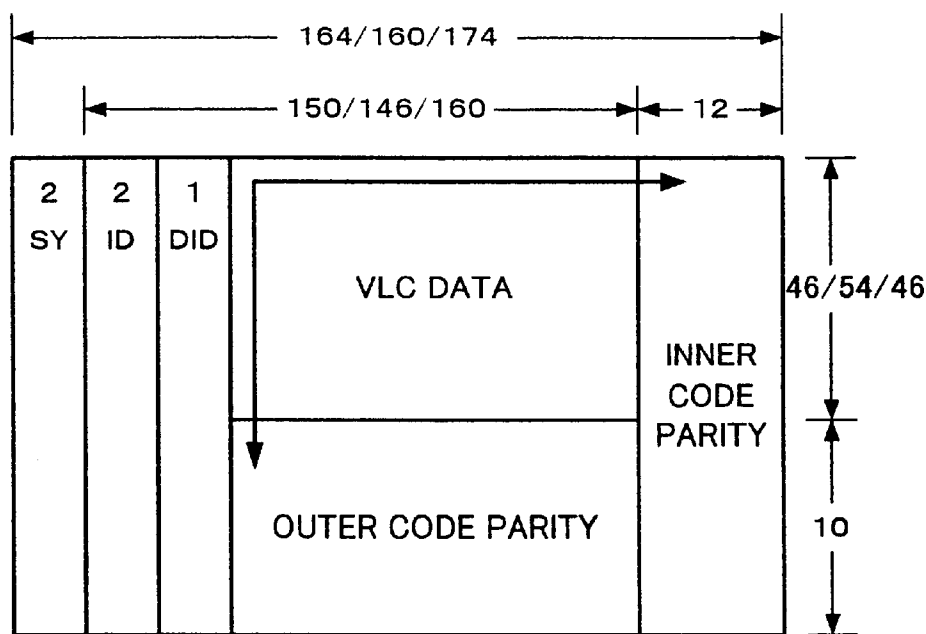 164/160/174
150/146/160
12
2
SY
2
ID
1
DID
VLC DATA
46/54/46
INNER
CODE
PARITY
OUTER CODE PARITY
10